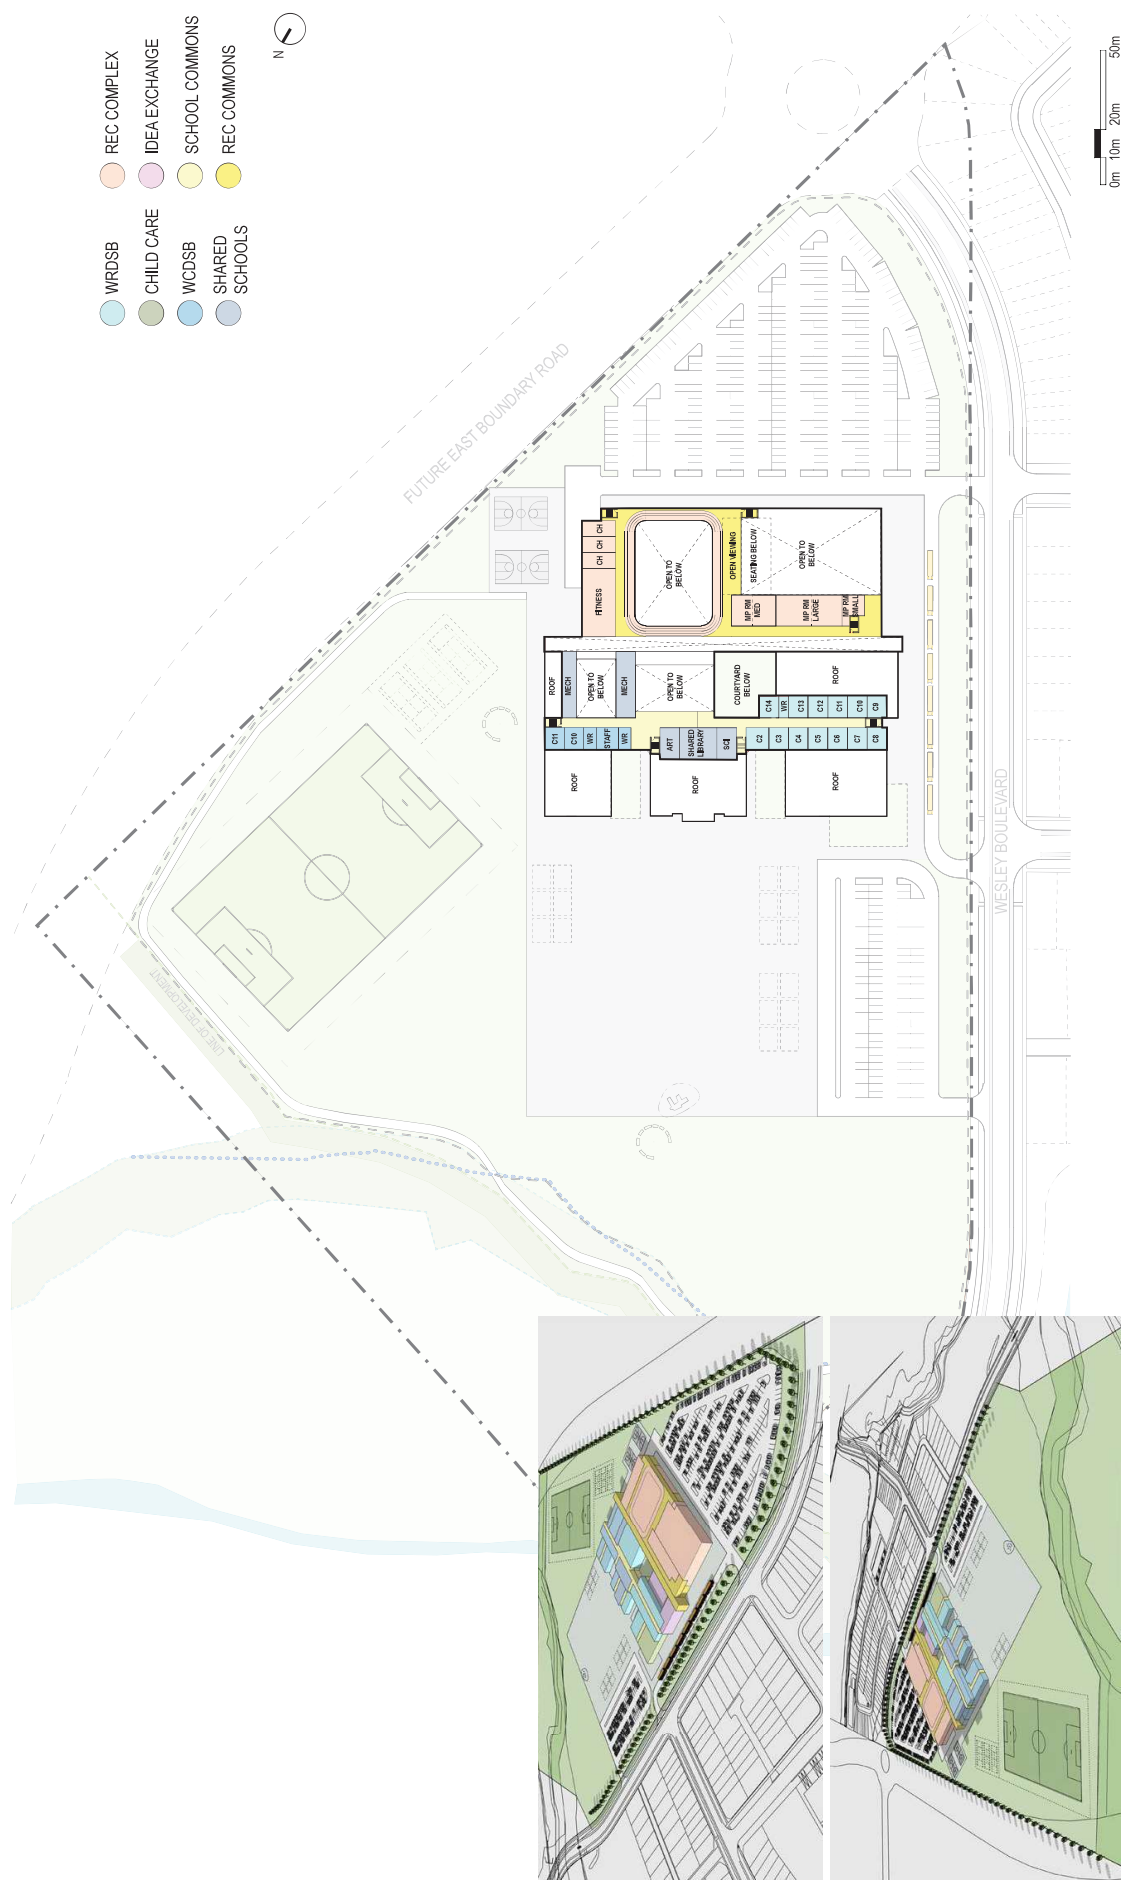 WRDSB
CHILD CARE
WCDSB
SHARED
SCHOOLS
REC COMPLEX
IDEA EXCHANGE
SCHOOL COMMONS
REC COMMONS
N
0m 10m 20m 50m
FUTURE EAST BOUNDARY ROAD
LINE OF DEVELOPMENT
WESLEY BOULEVARD
FITNESS
CH
CH
CH
OPEN TO
BELOW
OPEN VIEWING
SEATING BELOW
OPEN TO
BELOW
MP RM
MED
MP RM
LARGE
MP RM
SMALL
ROOF
MECH
OPEN TO
BELOW
MECH
OPEN TO
BELOW
COURTYARD
BELOW
ROOF
C14
WR
C13
C12
C11
C10
C9
C11
C10
WR
STAFF
WR
ART
SHARED
LIBRARY
SCI
C2
C3
C4
C5
C6
C7
C8
ROOF
ROOF
ROOF